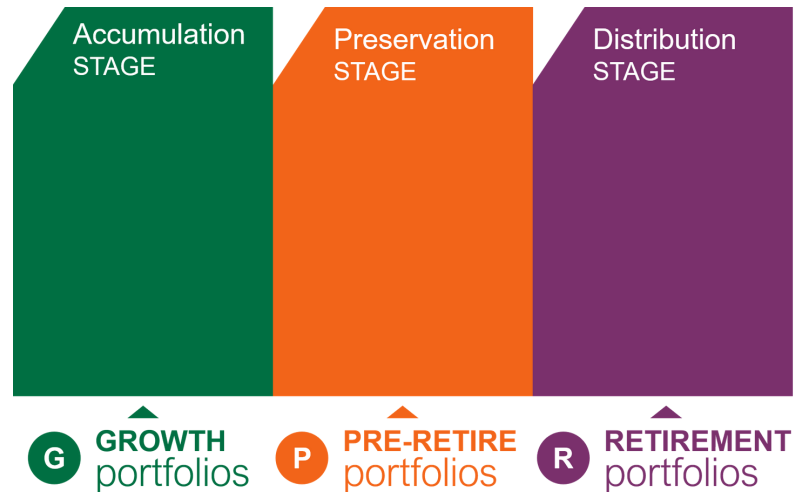 Accumulation
STAGE
Preservation
STAGE
Distribution
STAGE
G
GROWTH
portfolios
P
PRE-RETIRE
portfolios
R
RETIREMENT
portfolios